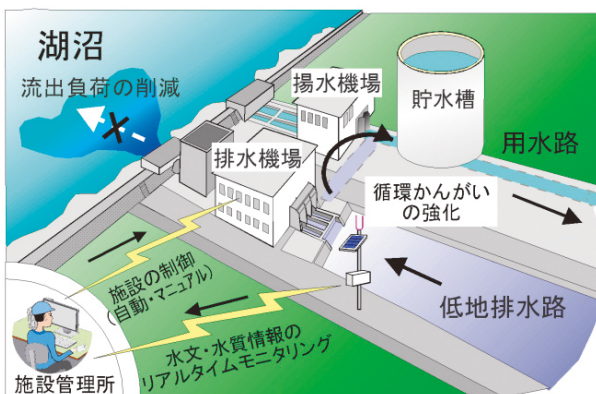 湖沼
流出負荷の削減
揚水機場
貯水槽
排水機場
用水路
循環かんがい
の強化
低地排水路
施設の制御
(自動・マニュアル)
水文・水質情報の
リアルタイムモニタリング
施設管理所